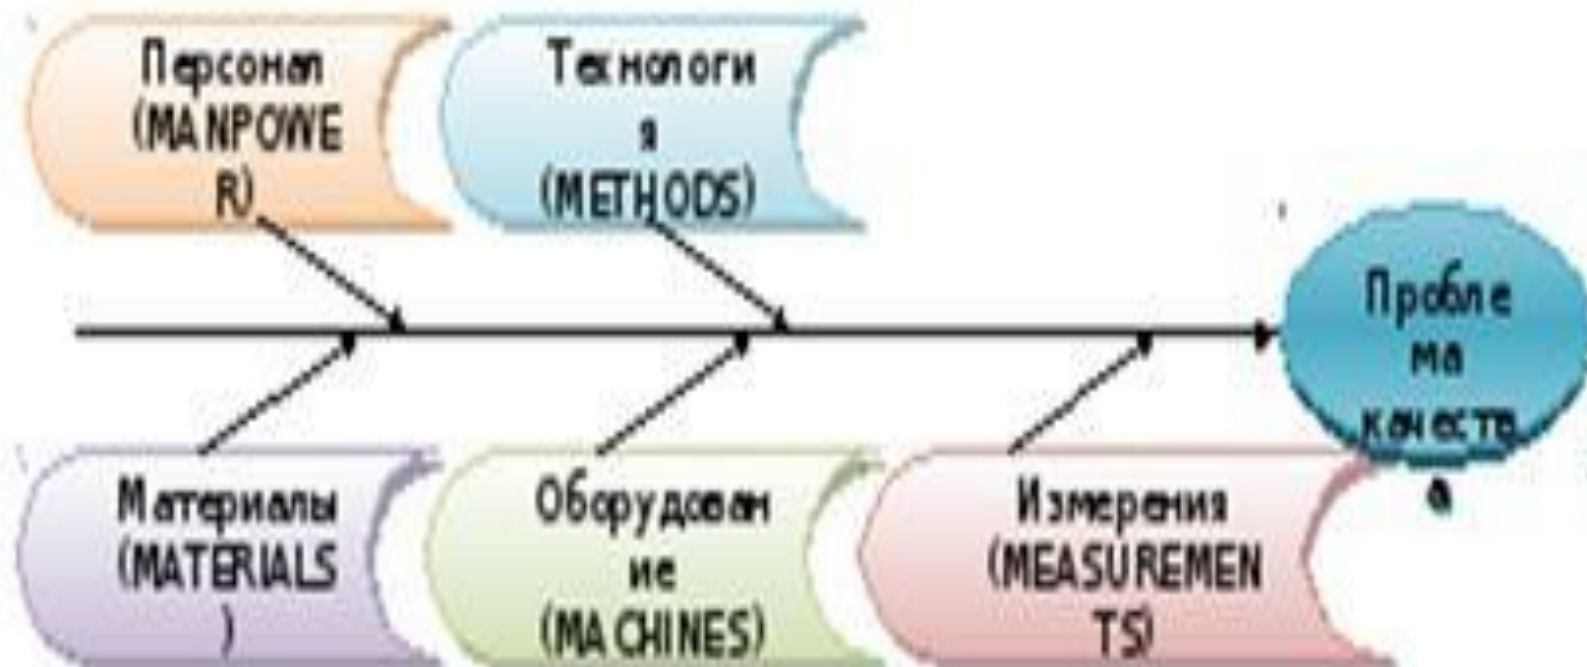 Персонал
(MANPOWE
R)
Технологи
я
(METHODS)
Пробле
ма
качеств
а
Материалы
(MATERIALS
)
Оборудован
ие
(MACHINES)
Измерения
(MEASUREMEN
TS)